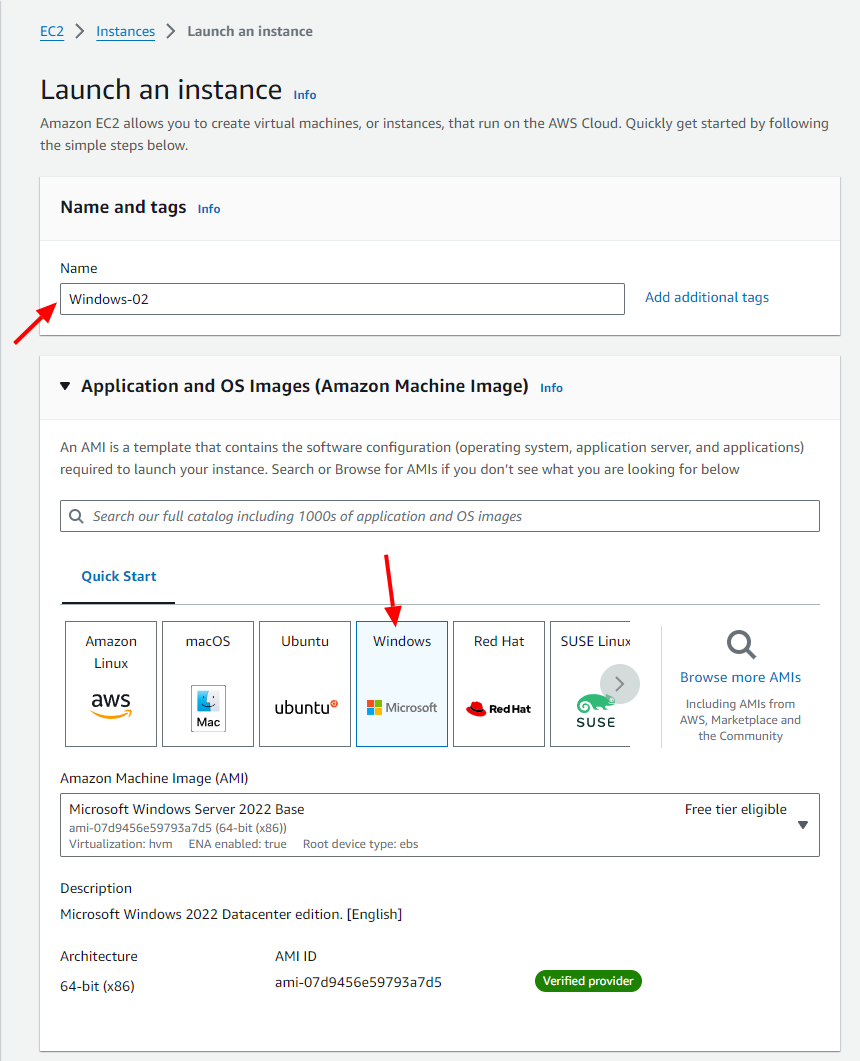 EC2 > Instances > Launch an instance
Launch an instance Info
Amazon EC2 allows you to create virtual machines, or instances, that run on the AWS Cloud. Quickly get started by following
the simple steps below.
Name and tags Info
Name
Windows-02
Add additional tags
Application and OS Images (Amazon Machine Image) Info
An AMI is a template that contains the software configuration (operating system, application server, and applications)
required to launch your instance. Search or Browse for AMIs if you don’t see what you are looking for below
Search our full catalog including 1000s of application and OS images
Quick Start
Amazon
Linux
aws
macOS
Mac
Ubuntu
ubuntu
Windows
Microsoft
Red Hat
Red Hat
SUSE Linux
SUSE
Browse more AMIs
Including AMIs from
AWS, Marketplace and
the Community
Amazon Machine Image (AMI)
Microsoft Windows Server 2022 Base
Free tier eligible
ami-07d9456e59793a7d5 (64-bit (x86))
Virtualization: hvm ENA enabled: true Root device type: ebs
Description
Microsoft Windows 2022 Datacenter edition. [English]
Architecture
64-bit (x86)
AMI ID
ami-07d9456e59793a7d5
Verified provider